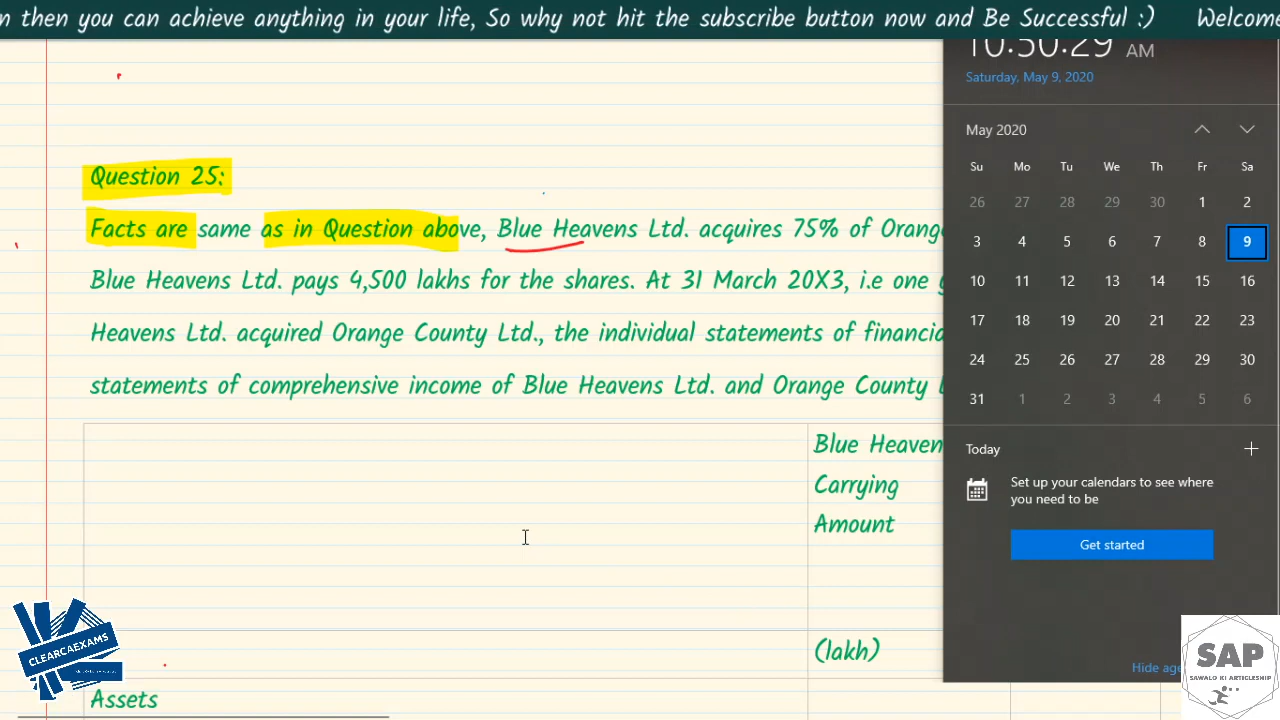 n then you can achieve anything in your life, So why not hit the subscribe button now and Be Successful :) Welcome
10:50:29 AM
Saturday, May 9, 2020
May 2020
Su Mo Tu We Th Fr Sa
26 27 28 29 30 1 2
3 4 5 6 7 8 9
10 11 12 13 14 15 16
17 18 19 20 21 22 23
24 25 26 27 28 29 30
31 1 2 3 4 5 6
Today
Set up your calendars to see where
you need to be
Get started
Hide age
Question 25:
Facts are same as in Question above, Blue Heavens Ltd. acquires 75% of Orang
Blue Heavens Ltd. pays 4,500 lakhs for the shares. At 31 March 20X3, i.e one
Heavens Ltd. acquired Orange County Ltd., the individual statements of financia
statements of comprehensive income of Blue Heavens Ltd. and Orange County
Blue Heaven
Carrying
Amount
(lakh)
Assets
CLEARCAEXAMS
SAP
SAWALO KI ARTICLESHIP